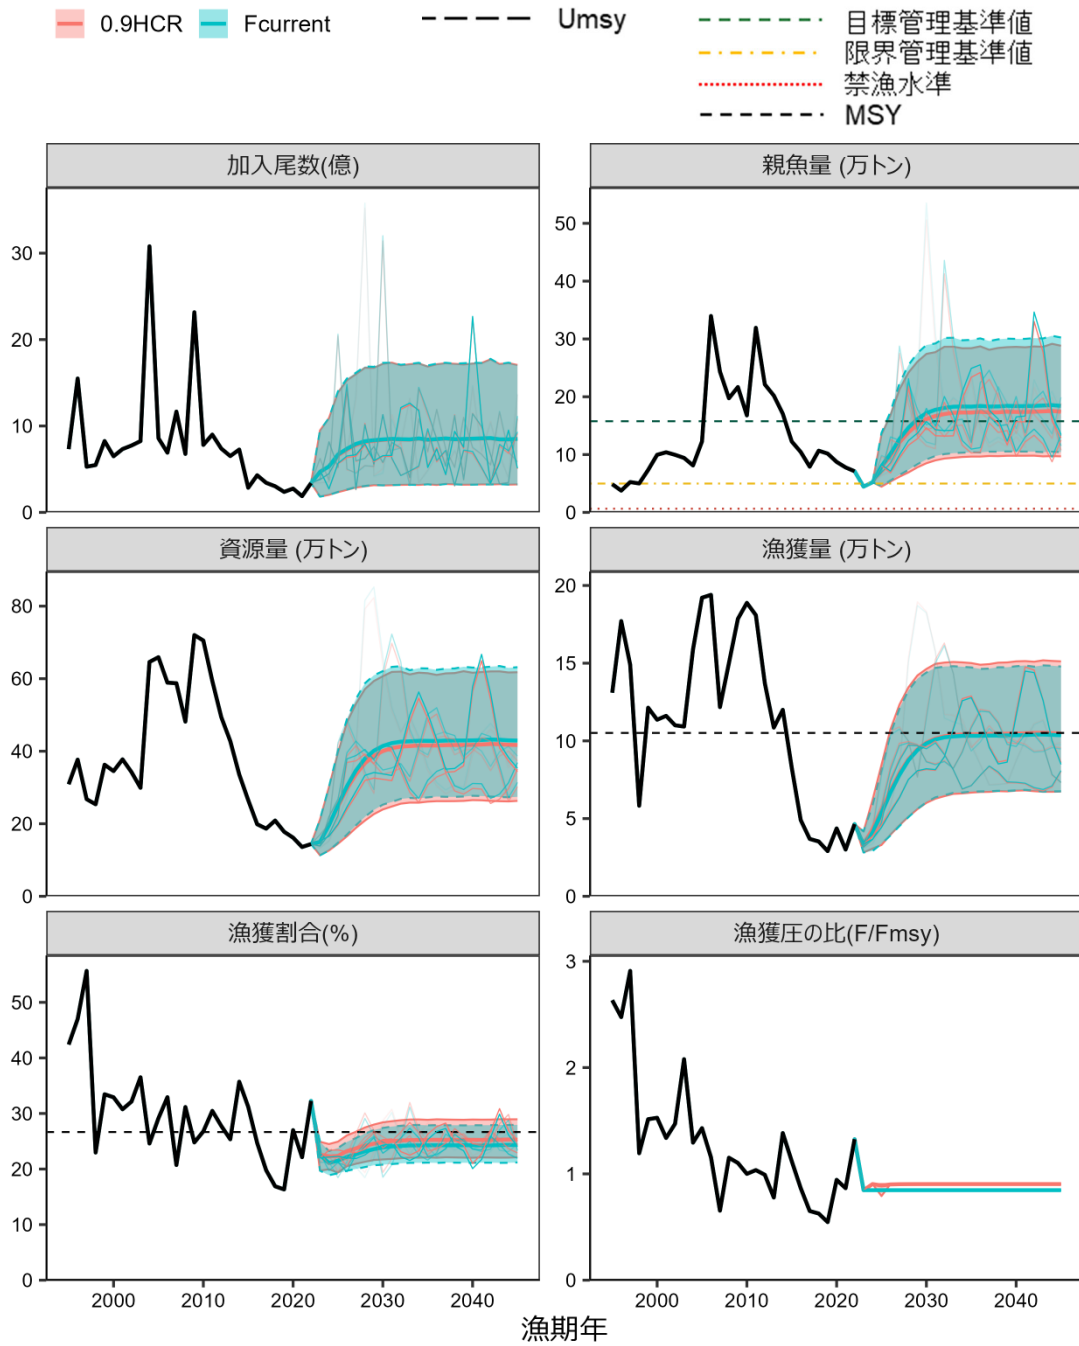 0.9HCR Fcurrent Umsy 目標管理基準値
限界管理基準値
禁漁水準
MSY
加入尾数(億)
30
20
10
0
親魚量 (万トン)
50
40
30
20
10
0
資源量 (万トン)
80
60
40
20
0
漁獲量 (万トン)
20
15
10
5
0
漁獲割合(%)
50
40
30
20
10
0
2000 2010 2020 2030 2040
漁獲圧の比(F/Fmsy)
3
2
1
0
2000 2010 2020 2030 2040
漁期年